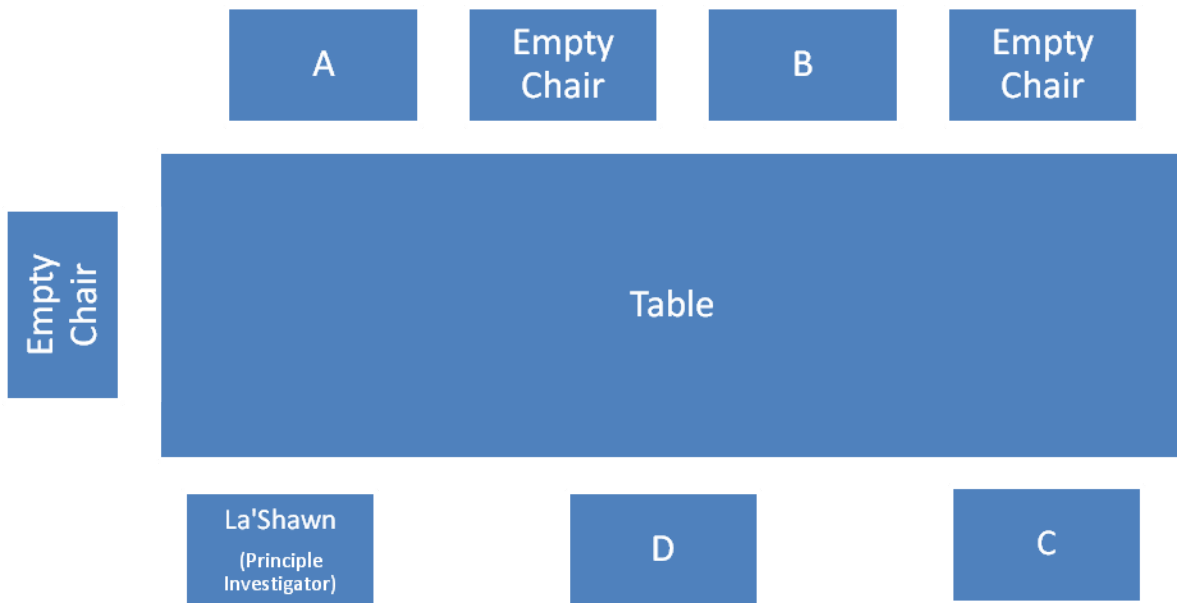 A
Empty
Chair
B
Empty
Chair
Empty
Chair
Table
La'Shawn
(Principle
Investigator)
D
C